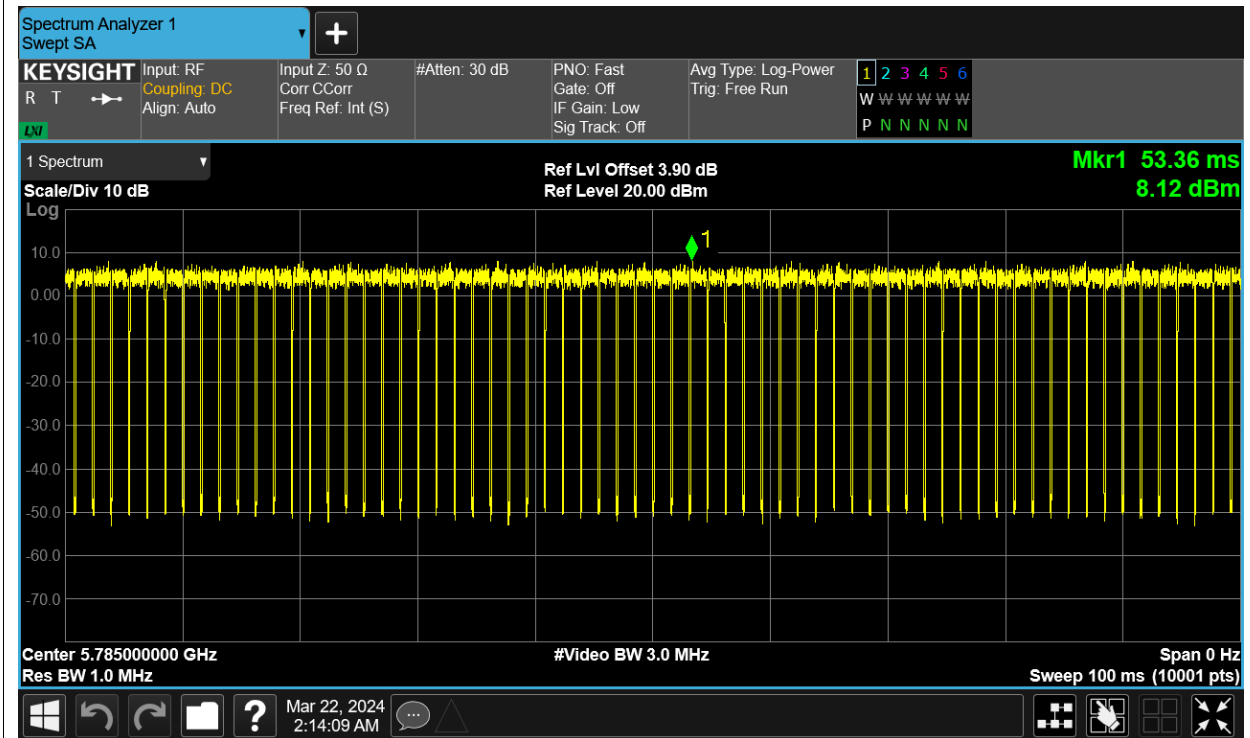 Spectrum Analyzer 1
Swept SA
KEYSIGHT
R T
LXI
Input: RF
Coupling: DC
Align: Auto
Input Z: 50 Ω
Corr CCorr
Freq Ref: Int (S)
#Atten: 30 dB
PNO: Fast
Gate: Off
IF Gain: Low
Sig Track: Off
Avg Type: Log-Power
Trig: Free Run
1 2 3 4 5 6
W W W W W W
P N N N N N
1 Spectrum
Scale/Div 10 dB
Log
Ref Lvl Offset 3.90 dB
Ref Level 20.00 dBm
Mkr1 53.36 ms
8.12 dBm
1
10.0
0.00
-10.0
-20.0
-30.0
-40.0
-50.0
-60.0
-70.0
Center 5.785000000 GHz
Res BW 1.0 MHz
#Video BW 3.0 MHz
Span 0 Hz
Sweep 100 ms (10001 pts)
?
Mar 22, 2024
2:14:09 AM